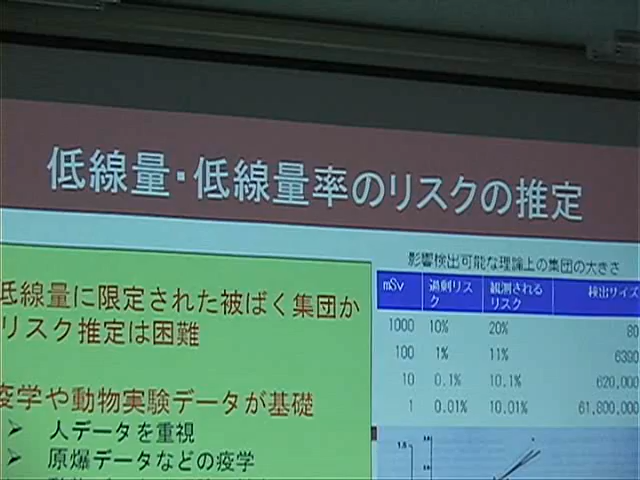 低線量・低線量率のリスクの推定
影響検出可能な理論上の集団の大きさ
低線量に限定された被ばく集団か
リスク推定は困難
疫学や動物実験データが基礎
人データを重視
原爆データなどの疫学
mSv 過剰リスク 観測されるリスク 検出サイズ
1000 10% 20% 80
100 1% 11% 6390
10 0.1% 10.1% 620,000
1 0.01% 10.01% 61,800,000